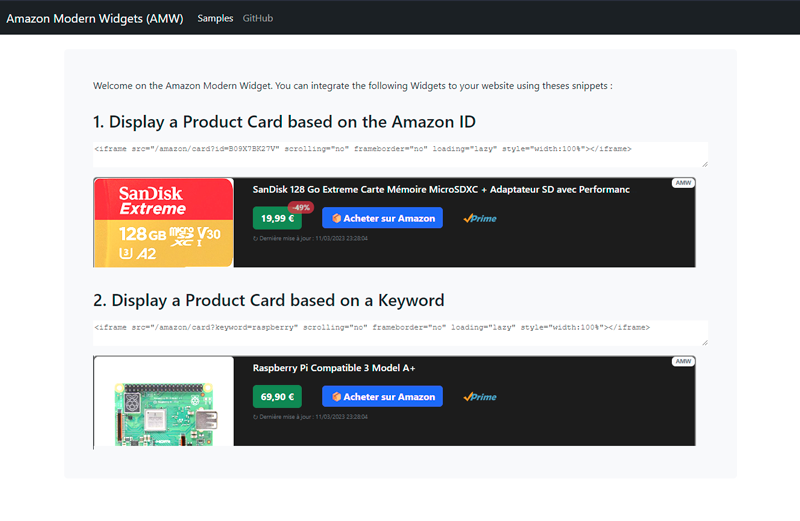 Amazon Modern Widgets (AMW) Samples GitHub
Welcome on the Amazon Modern Widget. You can integrate the following Widgets to your website using theses snippets :
1. Display a Product Card based on the Amazon ID
<iframe src="/amazon/card?id=B09X7BK27V" scrolling="no" frameborder="no" loading="lazy" style="width:100%"></iframe>
AMW
SanDisk
Extreme
128GB microSDXC I V30
U3 A2
SanDisk 128 Go Extreme Carte Mémoire MicroSDXC + Adaptateur SD avec Performanc
-49%
19,99 € Acheter sur Amazon Prime
Dernière mise à jour : 11/03/2023 23:28:04
2. Display a Product Card based on a Keyword
<iframe src="/amazon/card?keyword=raspberry" scrolling="no" frameborder="no" loading="lazy" style="width:100%"></iframe>
AMW
Raspberry Pi Compatible 3 Model A+
69,90 € Acheter sur Amazon Prime
Dernière mise à jour : 11/03/2023 23:28:04